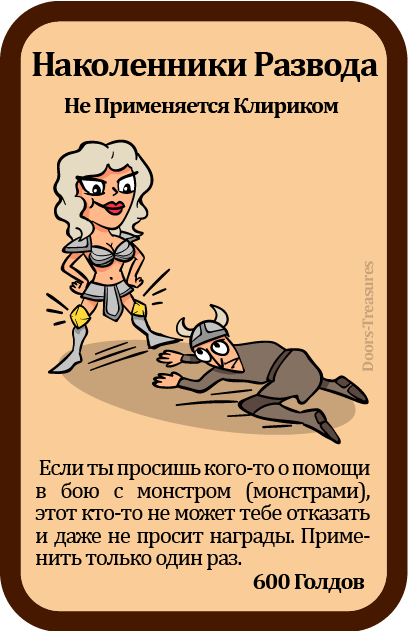 Наколенники Развода
Не Применяется Клириком
Doors-Treasures
Если ты просишь кого-то о помощи
в бою с монстром (монстрами),
этот кто-то не может тебе отказать
и даже не просит награды. Приме-
нить только один раз.
600 Голдов